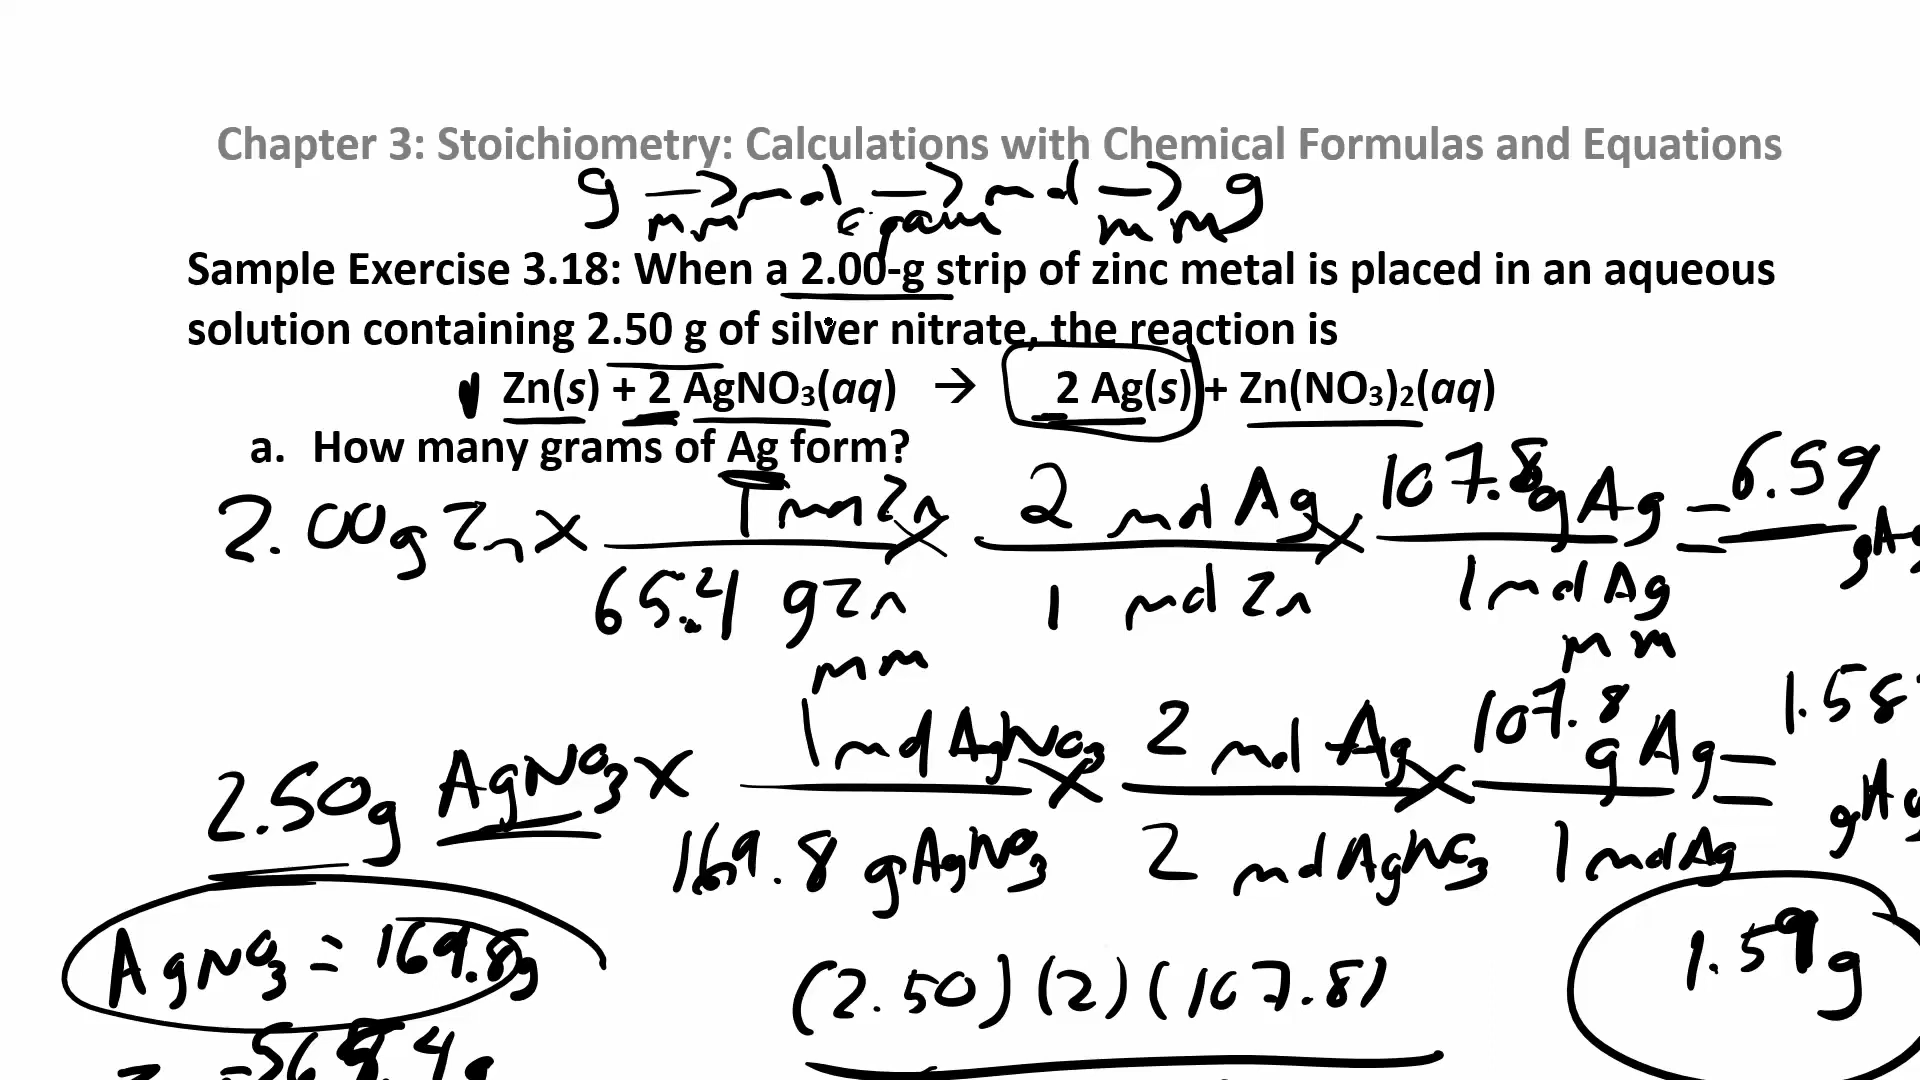 Chapter 3: Stoichiometry: Calculations with Chemical Formulas and Equations
g → mol → mol → g
mm mm
Sample Exercise 3.18: When a 2.00-g strip of zinc metal is placed in an aqueous
solution containing 2.50 g of silver nitrate, the reaction is
Zn(s) + 2 AgNO3(aq) → 2 Ag(s) + Zn(NO3)2(aq)
a. How many grams of Ag form?
1 mol Zn 2 mol Ag 107.8 g Ag 6.59
2.00 g Zn × × × = g Ag
65.4 g Zn 1 mol Zn 1 mol Ag
mm mm
1 mol AgNO3 2 mol Ag 107.8 g Ag 1.58
2.50 g AgNO3 × × × = g Ag
169.8 g AgNO3 2 mol AgNO3 1 mol Ag
AgNO3 = 169.8g
1.59 g
(2.50)(2)(107.8)